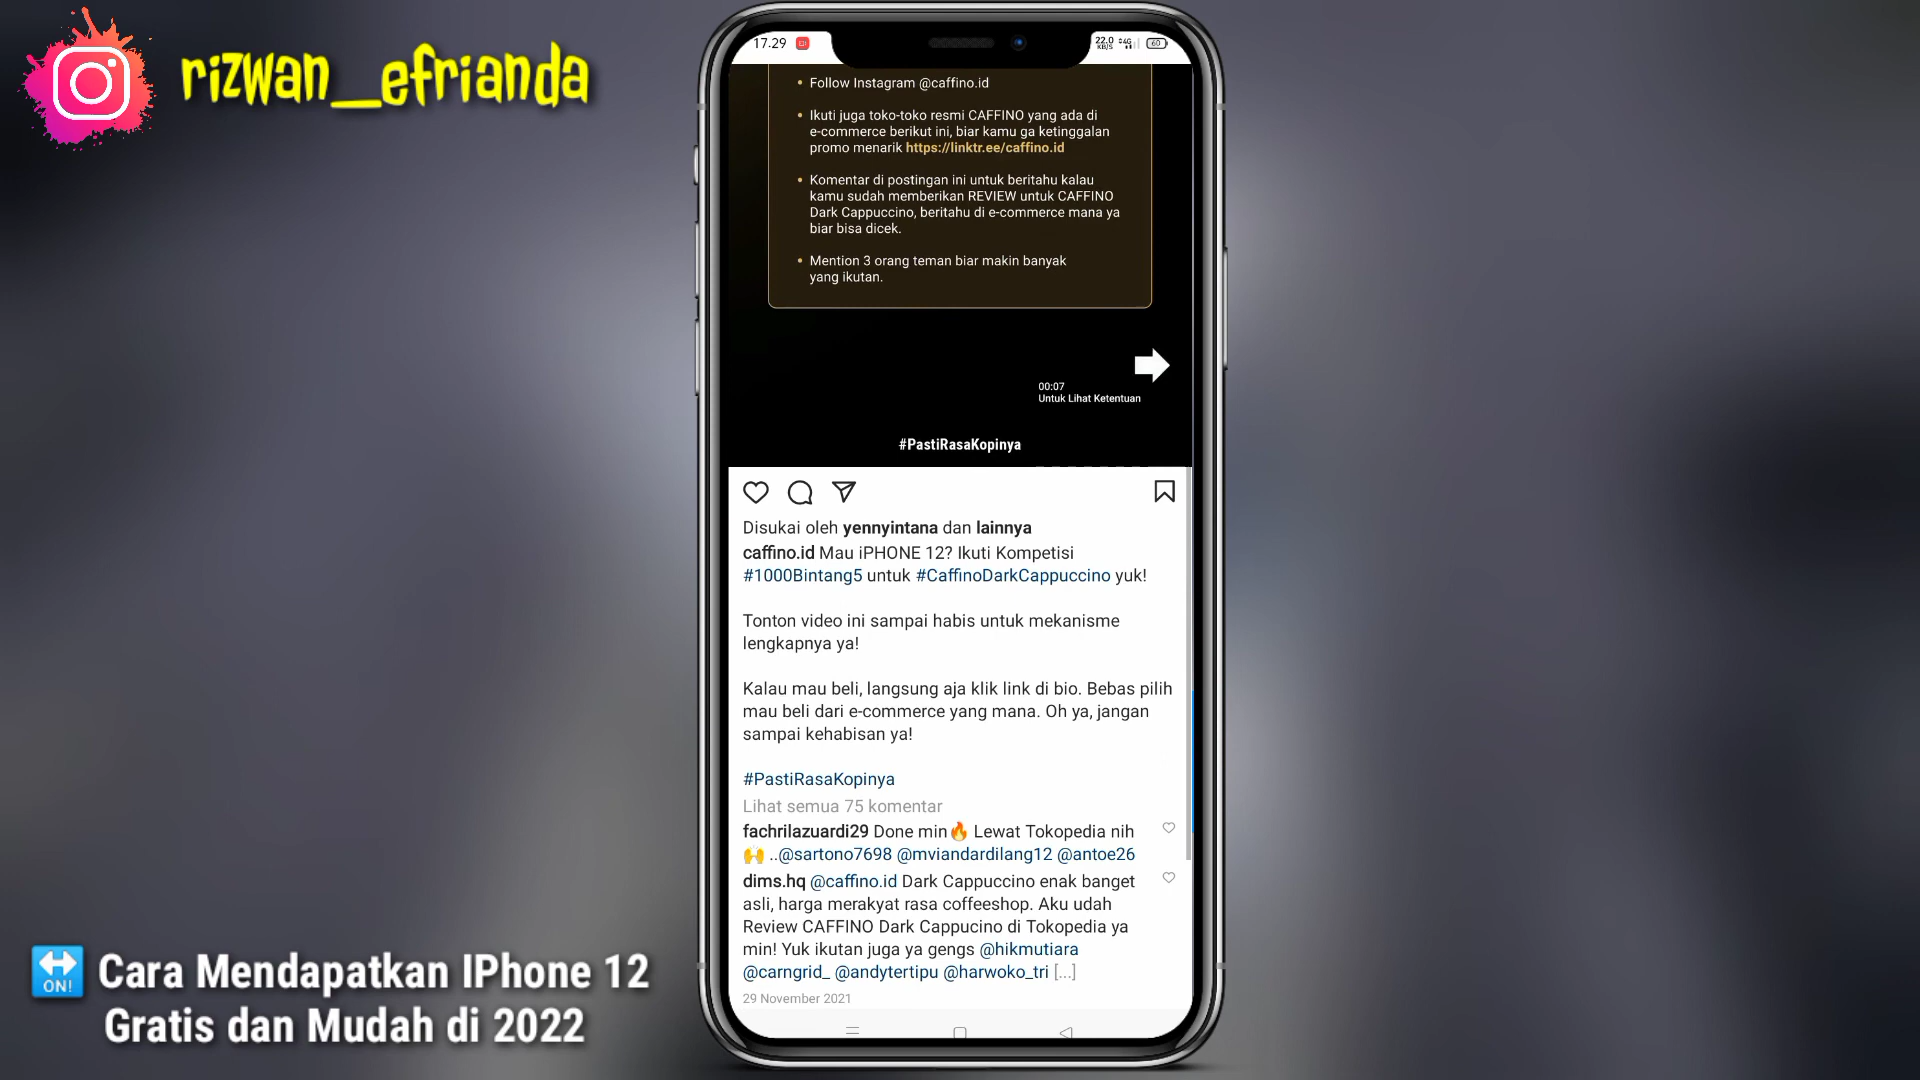 rizwan__efrianda
17.29
22.0
KB/S
4G
60
• Follow Instagram @caffino.id
• Ikuti juga toko-toko resmi CAFFINO yang ada di
e-commerce berikut ini, biar kamu ga ketinggalan
promo menarik https://linktr.ee/caffino.id
• Komentar di postingan ini untuk beritahu kalau
kamu sudah memberikan REVIEW untuk CAFFINO
Dark Cappuccino, beritahu di e-commerce mana ya
biar bisa dicek.
• Mention 3 orang teman biar makin banyak
yang ikutan.
00:07
Untuk Lihat Ketentuan
#PastiRasaKopinya
Disukai oleh yennyintana dan lainnya
caffino.id Mau iPHONE 12? Ikuti Kompetisi
#1000Bintang5 untuk #CaffinoDarkCappuccino yuk!
Tonton video ini sampai habis untuk mekanisme
lengkapnya ya!
Kalau mau beli, langsung aja klik link di bio. Bebas pilih
mau beli dari e-commerce yang mana. Oh ya, jangan
sampai kehabisan ya!
#PastiRasaKopinya
Lihat semua 75 komentar
fachrilazuardi29 Done min🔥 Lewat Tokopedia nih
🙌 ..@sartono7698 @mviandardilang12 @antoe26
dims.hq @caffino.id Dark Cappuccino enak banget
asli, harga merakyat rasa coffeeshop. Aku udah
Review CAFFINO Dark Cappucino di Tokopedia ya
min! Yuk ikutan juga ya gengs @hikmutiara
@carngrid_ @andytertipu @harwoko_tri [...]
29 November 2021
ON!
Cara Mendapatkan IPhone 12
Gratis dan Mudah di 2022